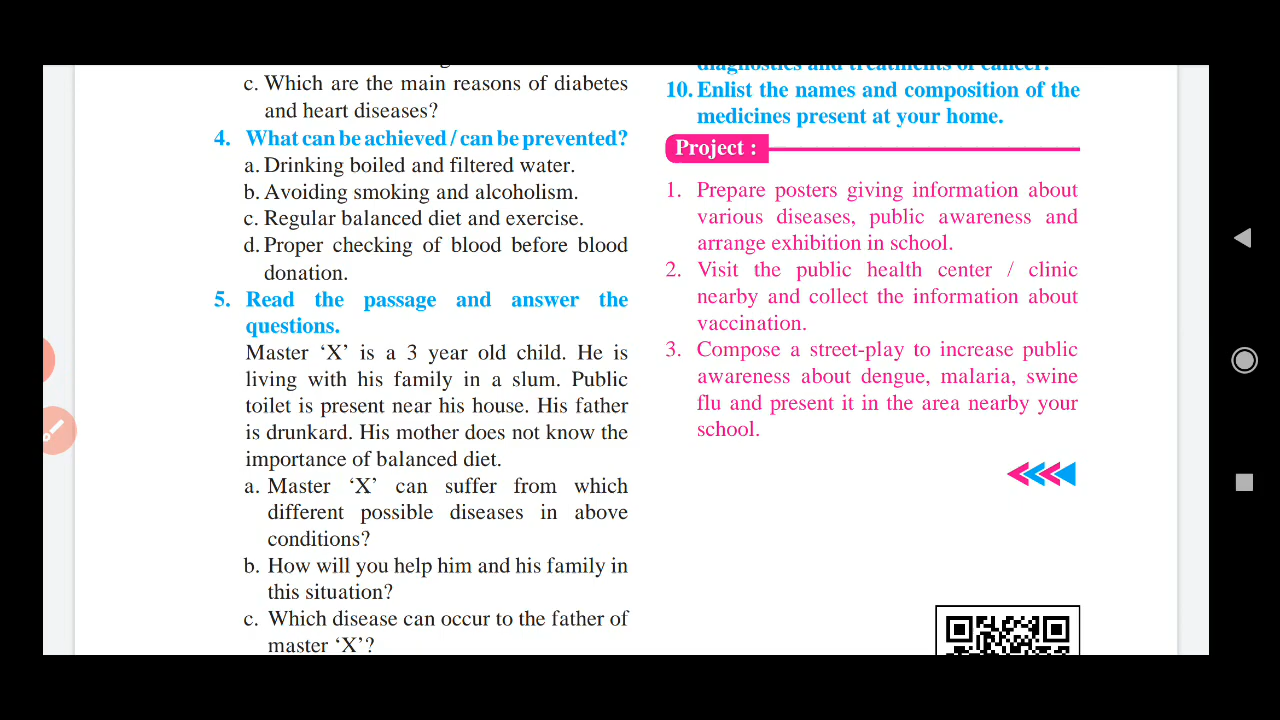 c. Which are the main reasons of diabetes
and heart diseases?
4. What can be achieved / can be prevented?
a. Drinking boiled and filtered water.
b. Avoiding smoking and alcoholism.
c. Regular balanced diet and exercise.
d. Proper checking of blood before blood
donation.
5. Read the passage and answer the
questions.
Master ‘X’ is a 3 year old child. He is
living with his family in a slum. Public
toilet is present near his house. His father
is drunkard. His mother does not know the
importance of balanced diet.
a. Master ‘X’ can suffer from which
different possible diseases in above
conditions?
b. How will you help him and his family in
this situation?
c. Which disease can occur to the father of
master ‘X’?
diagnostics and treatments of cancer.
10. Enlist the names and composition of the
medicines present at your home.
Project :
1. Prepare posters giving information about
various diseases, public awareness and
arrange exhibition in school.
2. Visit the public health center / clinic
nearby and collect the information about
vaccination.
3. Compose a street-play to increase public
awareness about dengue, malaria, swine
flu and present it in the area nearby your
school.